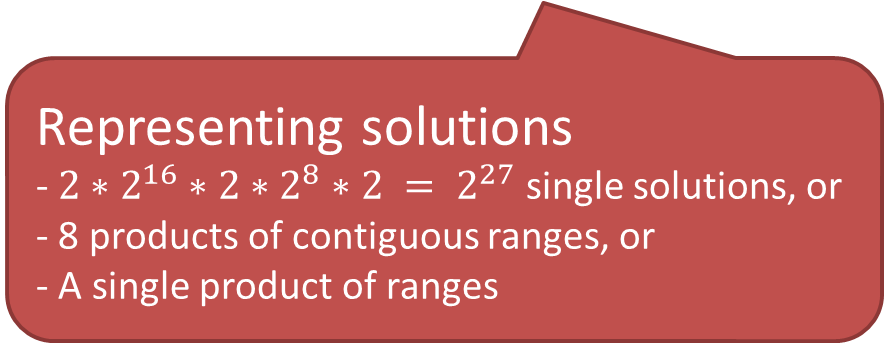 Representing solutions
- 2 ∗ 2¹⁶ ∗ 2 ∗ 2⁸ ∗ 2 = 2²⁷ single solutions, or
- 8 products of contiguous ranges, or
- A single product of ranges